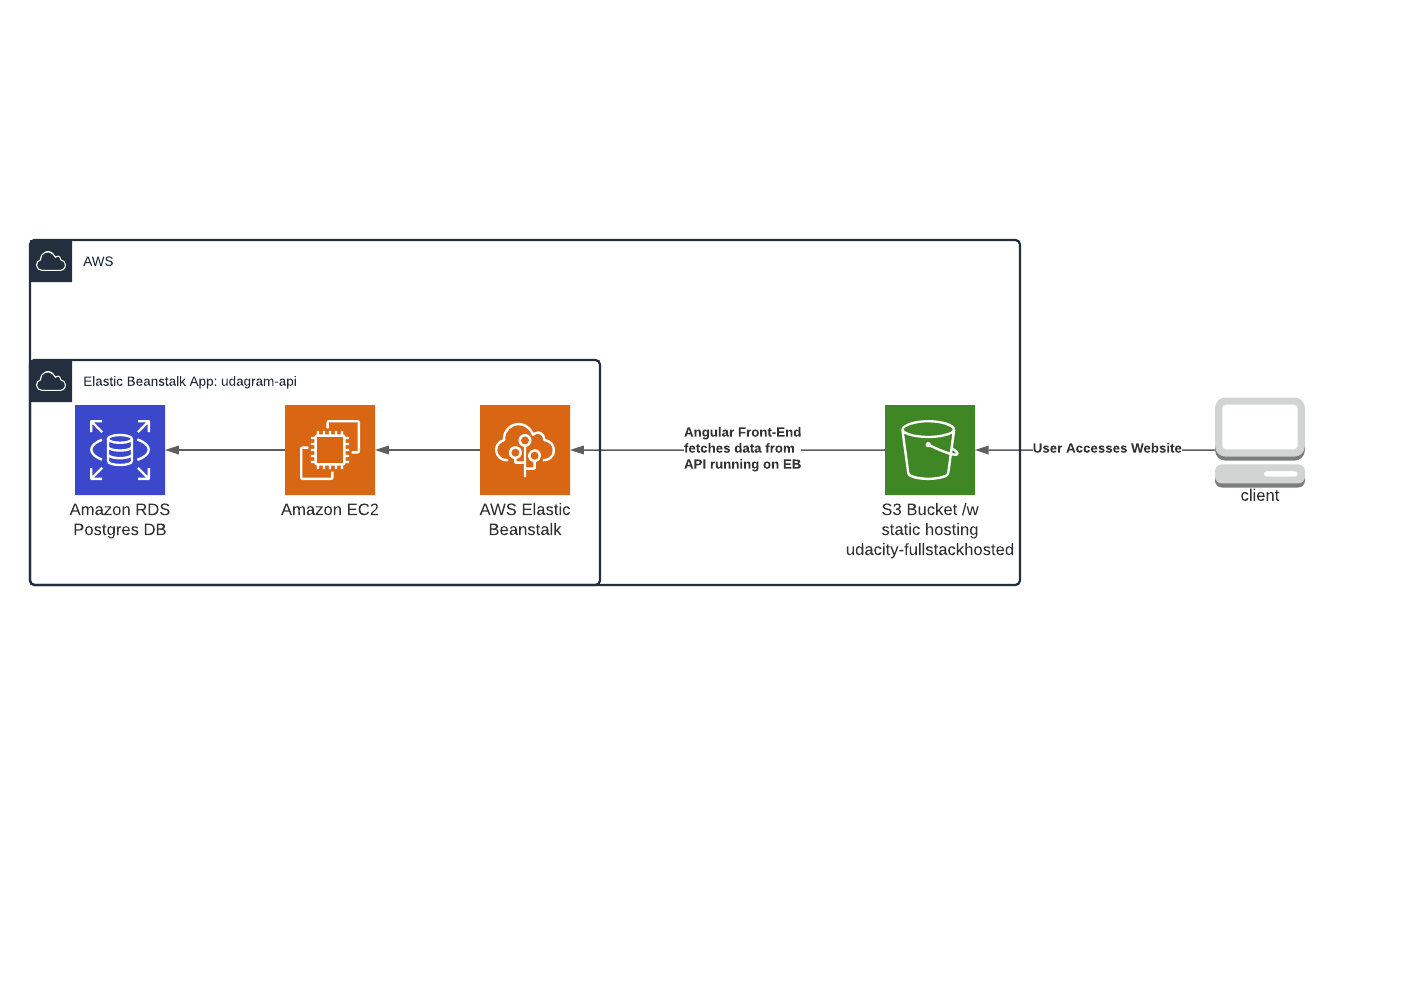 AWS
Elastic Beanstalk App: udagram-api
Amazon RDS
Postgres DB
Amazon EC2
AWS Elastic
Beanstalk
Angular Front-End
fetches data from
API running on EB
S3 Bucket /w
static hosting
udacity-fullstackhosted
User Accesses Website
client